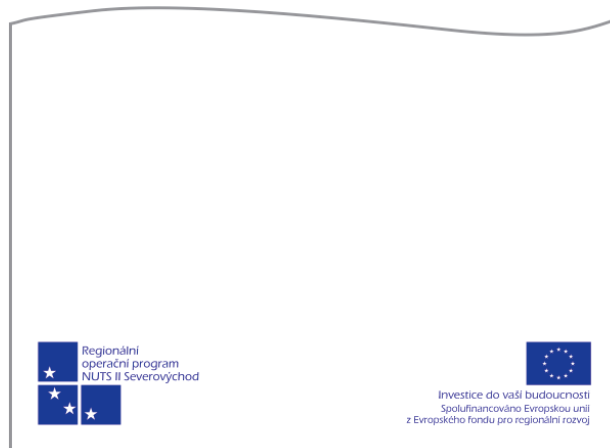 Regionální
operační program
NUTS II Severovýchod
Investice do vaší budoucnosti
Spolufinancováno Evropskou unií
z Evropského fondu pro regionální rozvoj